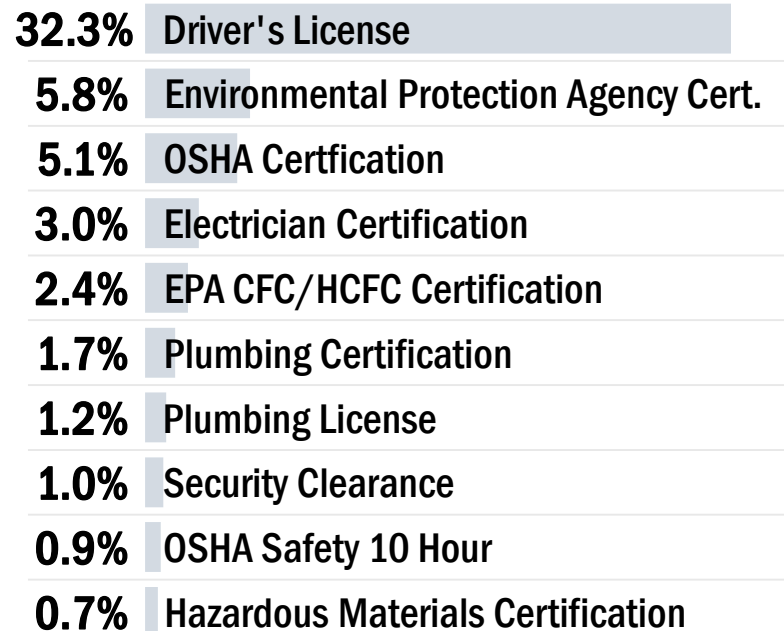 32.3% Driver's License
5.8% Environmental Protection Agency Cert.
5.1% OSHA Certfication
3.0% Electrician Certification
2.4% EPA CFC/HCFC Certification
1.7% Plumbing Certification
1.2% Plumbing License
1.0% Security Clearance
0.9% OSHA Safety 10 Hour
0.7% Hazardous Materials Certification